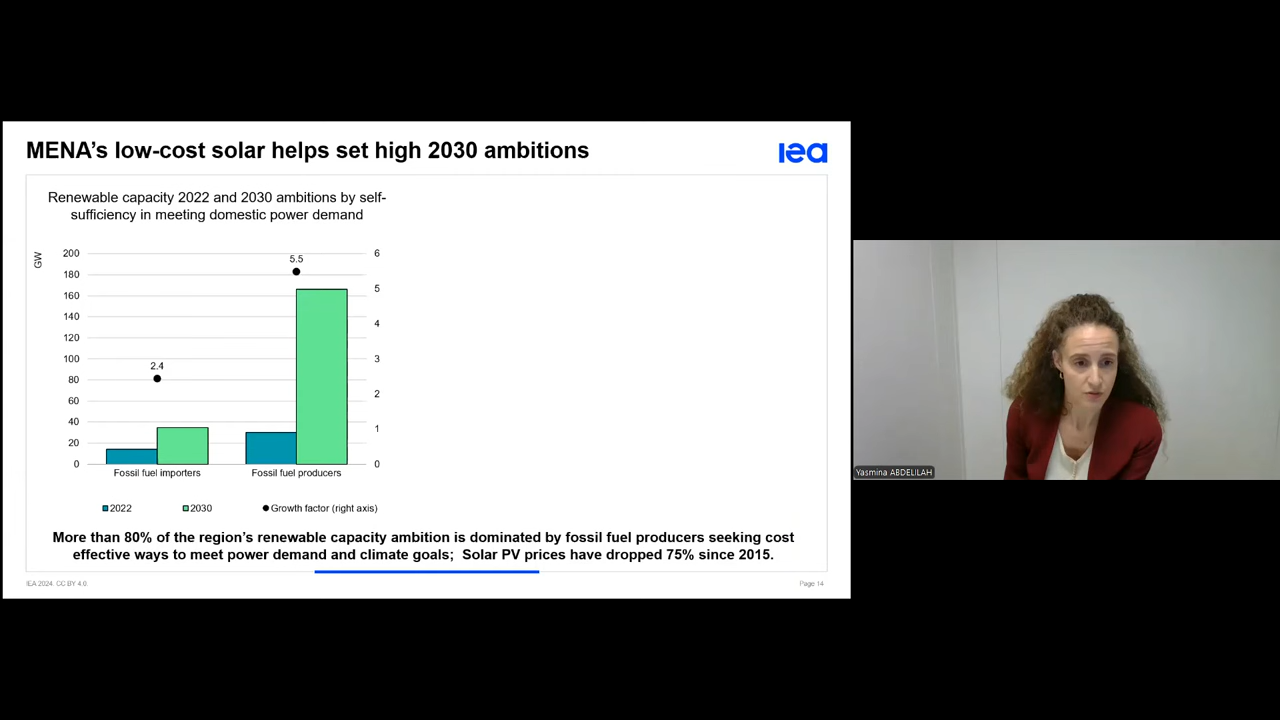 MENA's low-cost solar helps set high 2030 ambitions
iea
Renewable capacity 2022 and 2030 ambitions by self-
sufficiency in meeting domestic power demand
GW
200
180
160
140
120
100
80
60
40
20
0
6
5
4
3
2
1
0
2.4
5.5
Fossil fuel importers
Fossil fuel producers
2022
2030
Growth factor (right axis)
More than 80% of the region's renewable capacity ambition is dominated by fossil fuel producers seeking cost
effective ways to meet power demand and climate goals;  Solar PV prices have dropped 75% since 2015.
IEA 2024. CC BY 4.0.
Page 14
Yasmina ABDELILAH